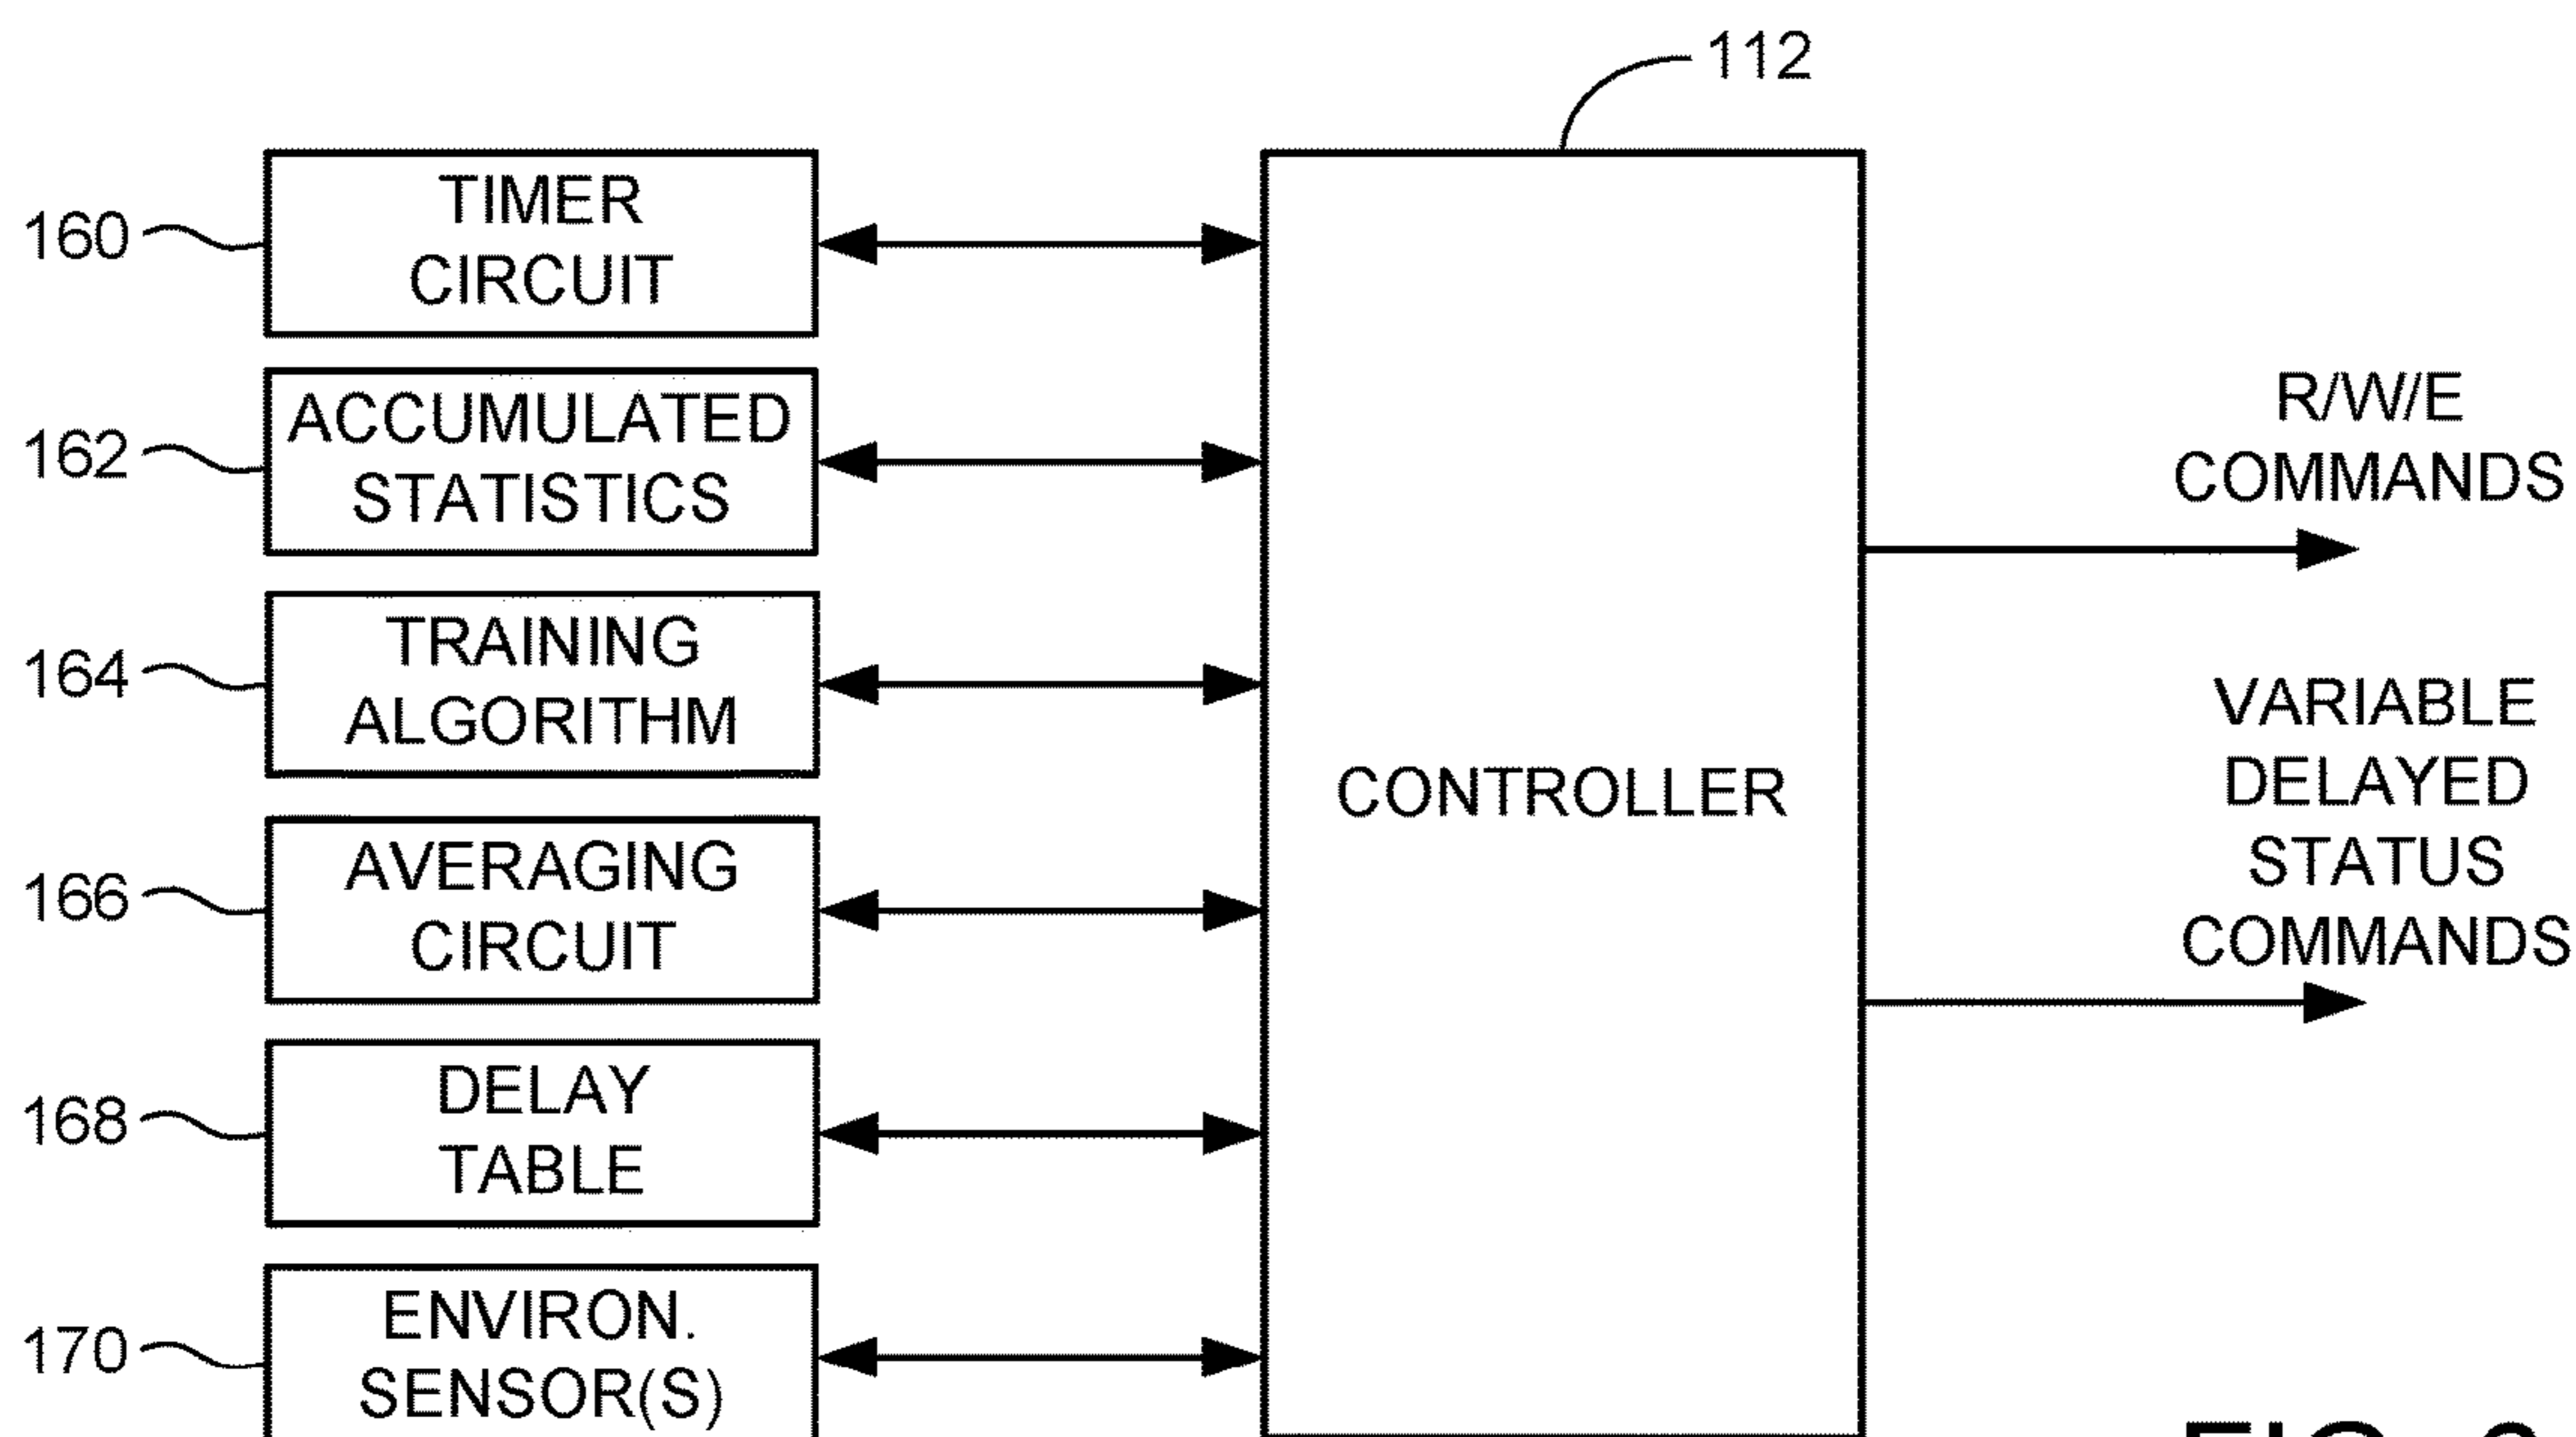 112
160
TIMER
CIRCUIT
162
ACCUMULATED
STATISTICS
164
TRAINING
ALGORITHM
166
AVERAGING
CIRCUIT
168
DELAY
TABLE
170
ENVIRON.
SENSOR(S)
CONTROLLER
R/W/E
COMMANDS
VARIABLE
DELAYED
STATUS
COMMANDS
FIG.